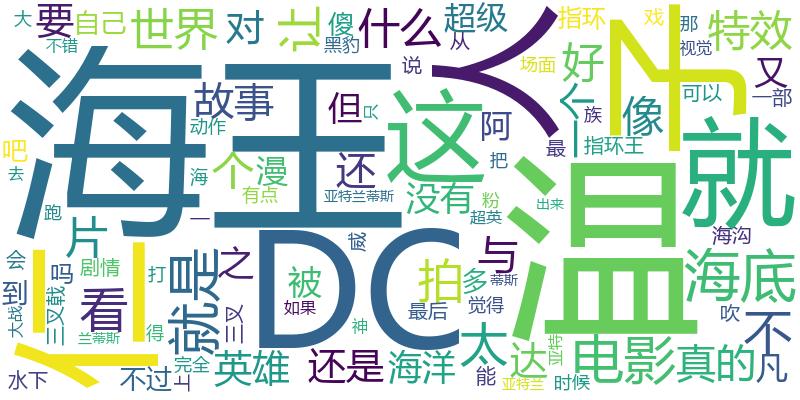 大
要
自己
世界
对
让
傻
什么
超级
人
指环
戏
那
子
特效
不错
黑豹
从
视觉
海王
故事
但
说
场面
好
又
动作
只
这
一个
像
可以
一部
吧
个
漫
还
阿
族
最
指环王
就
去
海
有点
亚特兰蒂斯
没有
把
粉
超英
温
跑
一
片
DC
威
出来
海沟
仁
会
吗
剧情
打
就是
之
被
拍
多
与
蒂斯
海底
到
三叉戟
看
三叉
如果
最后
觉得
吹
不
大战
兰蒂斯
得
神
太
达
亚特
电影
真的
凡
水下
不过
上
完全
英雄
还是
海洋
能
亚特兰
时候